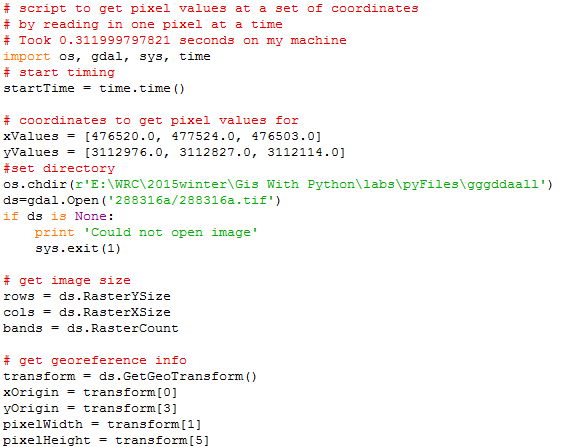 # script to get pixel values at a set of coordinates
# by reading in one pixel at a time
# Took 0.311999797821 seconds on my machine
import os, gdal, sys, time
# start timing
startTime = time.time()

# coordinates to get pixel values for
xValues = [476520.0, 477524.0, 476503.0]
yValues = [3112976.0, 3112827.0, 3112114.0]
#set directory
os.chdir(r'E:\WRC\2015winter\Gis With Python\labs\pyFiles\gggddaall')
ds=gdal.Open('288316a/288316a.tif')
if ds is None:
    print 'Could not open image'
    sys.exit(1)

# get image size
rows = ds.RasterYSize
cols = ds.RasterXSize
bands = ds.RasterCount

# get georeference info
transform = ds.GetGeoTransform()
xOrigin = transform[0]
yOrigin = transform[3]
pixelWidth = transform[1]
pixelHeight = transform[5]